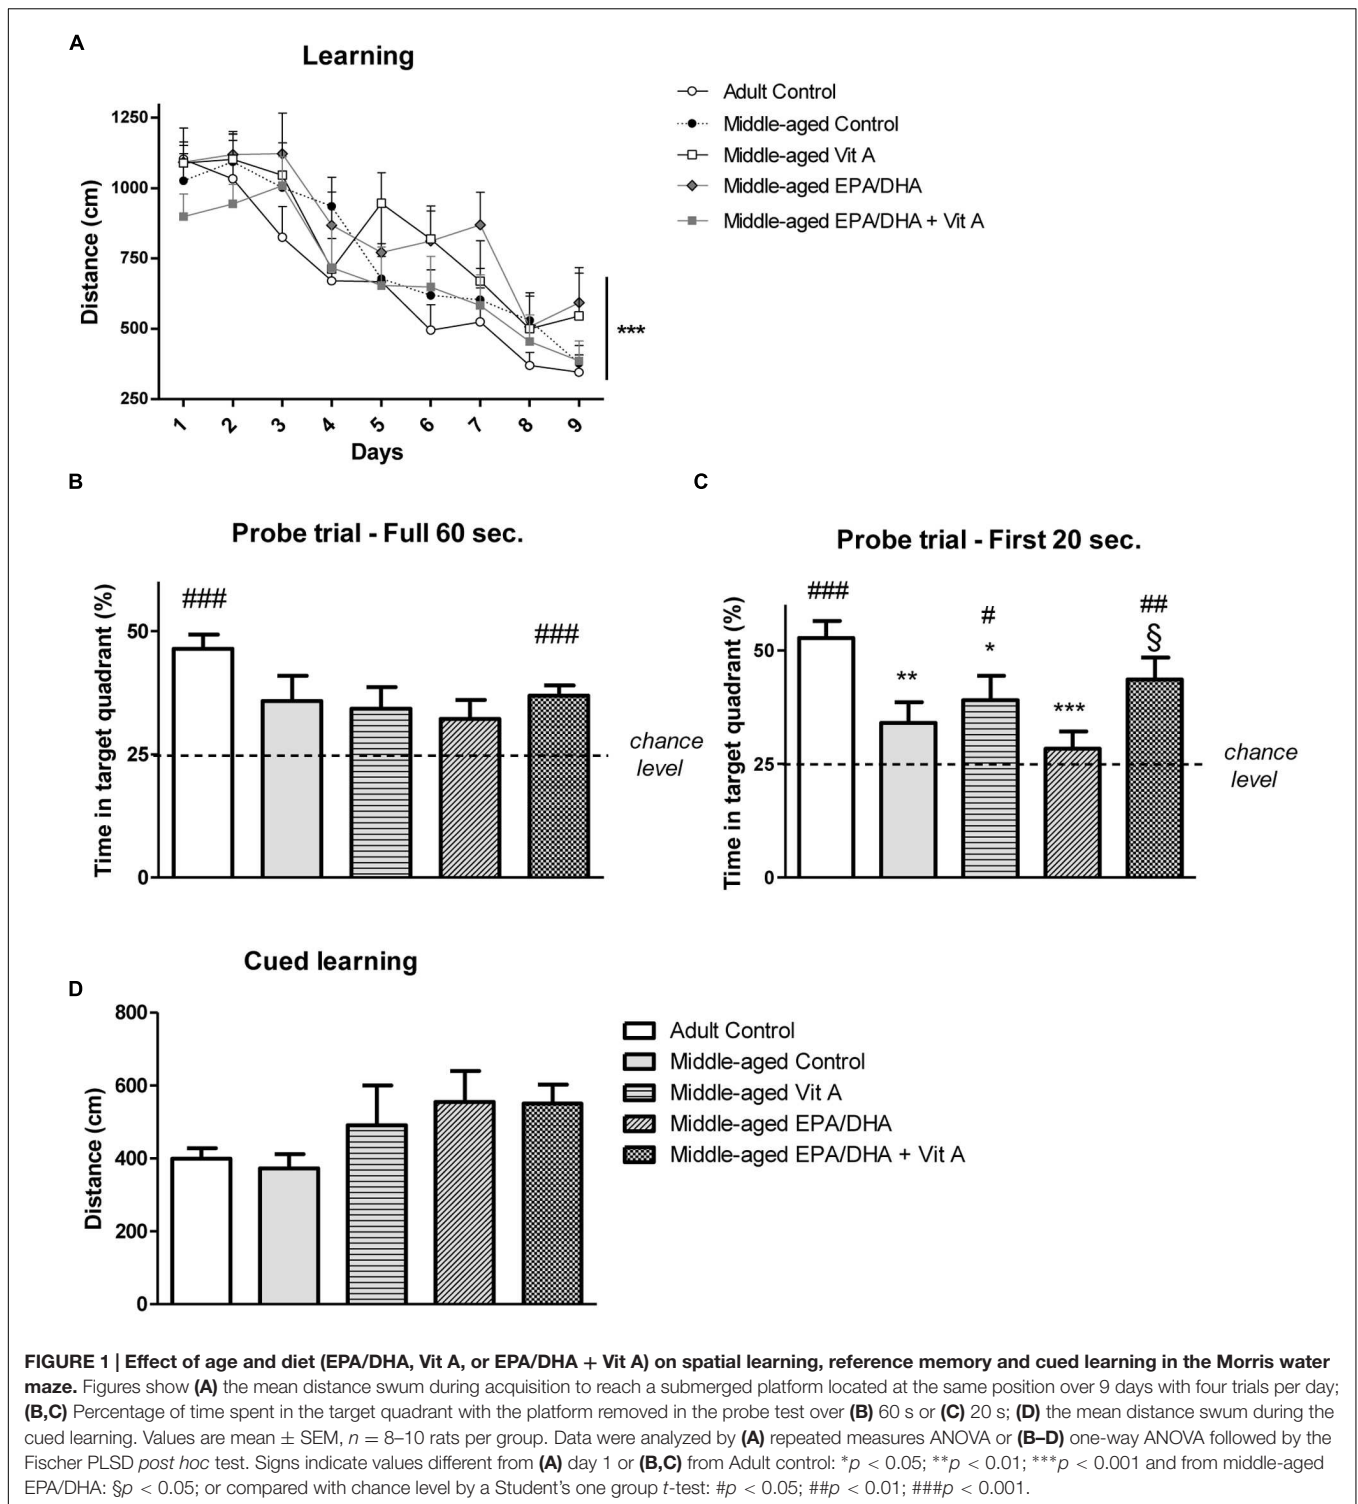 A
Learning
1250
1000
750
500
250
Distance (cm)
1 2 3 4 5 6 7 8 9
Days
***
Adult Control
Middle-aged Control
Middle-aged Vit A
Middle-aged EPA/DHA
Middle-aged EPA/DHA + Vit A
B
Probe trial - Full 60 sec.
Time in target quadrant (%)
50
25
0
###
###
chance
level
C
Probe trial - First 20 sec.
Time in target quadrant (%)
50
25
0
###
**
#
*
***
##
§
chance
level
Cued learning
D
800
600
400
200
0
Distance (cm)
Adult Control
Middle-aged Control
Middle-aged Vit A
Middle-aged EPA/DHA
Middle-aged EPA/DHA + Vit A
FIGURE 1 | Effect of age and diet (EPA/DHA, Vit A, or EPA/DHA + Vit A) on spatial learning, reference memory and cued learning in the Morris water
maze. Figures show (A) the mean distance swum during acquisition to reach a submerged platform located at the same position over 9 days with four trials per day;
(B,C) Percentage of time spent in the target quadrant with the platform removed in the probe test over (B) 60 s or (C) 20 s; (D) the mean distance swum during the
cued learning. Values are mean ± SEM, n = 8–10 rats per group. Data were analyzed by (A) repeated measures ANOVA or (B–D) one-way ANOVA followed by the
Fischer PLSD post hoc test. Signs indicate values different from (A) day 1 or (B,C) from Adult control: *p < 0.05; **p < 0.01; ***p < 0.001 and from middle-aged
EPA/DHA: §p < 0.05; or compared with chance level by a Student's one group t-test: #p < 0.05; ##p < 0.01; ###p < 0.001.